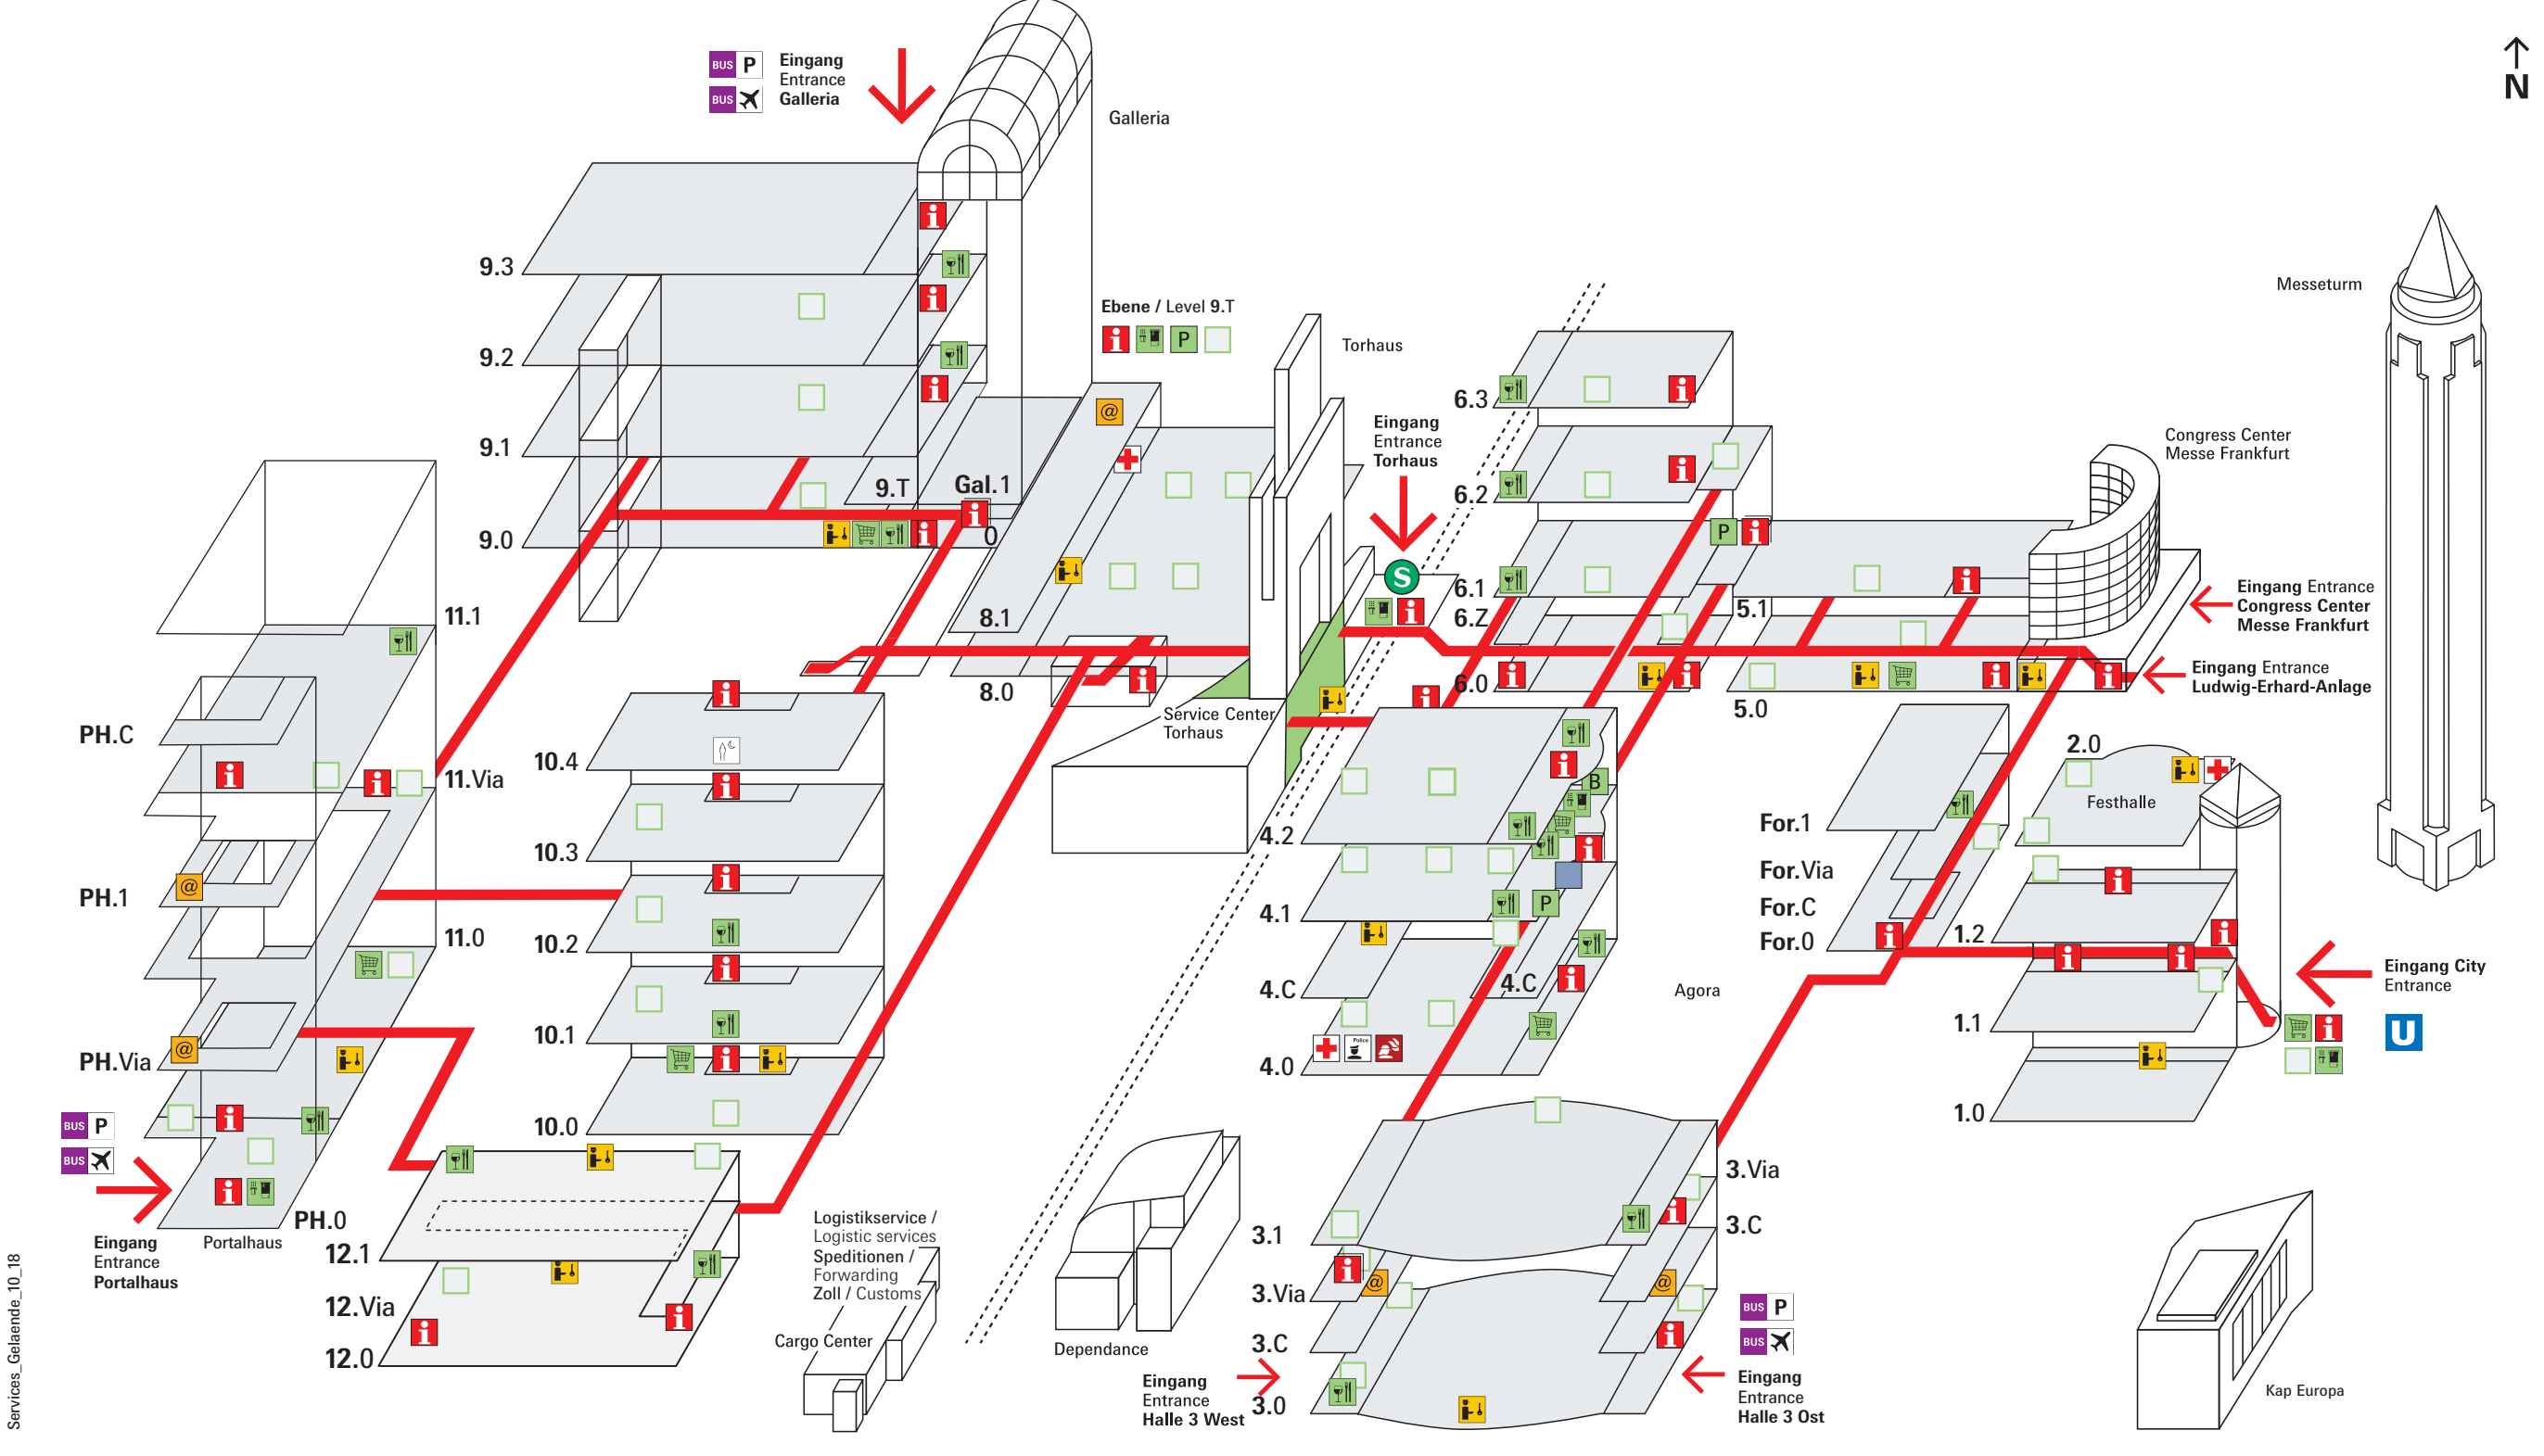 BUS P
BUS
Eingang
Entrance
Galleria
Galleria
N
Messeturm
9.3
9.2
9.1
9.0
9.T
Gal.1
0
Ebene / Level 9.T
P
Torhaus
Eingang
Entrance
Torhaus
S
@
8.1
8.0
Service Center
Torhaus
6.3
6.2
6.1
6.Z
6.0
P
5.1
5.0
Congress Center
Messe Frankfurt
Eingang Entrance
Congress Center
Messe Frankfurt
Eingang Entrance
Ludwig-Erhard-Anlage
11.1
11.Via
11.0
PH.C
PH.1
@
PH.Via
@
PH.0
BUS P
BUS
Eingang
Entrance
Portalhaus
Portalhaus
10.4
10.3
10.2
10.1
10.0
12.1
12.Via
12.0
Logistikservice /
Logistic services
Speditionen /
Forwarding
Zoll / Customs
Cargo Center
Dependance
4.2
B
4.1
P
4.C
4.C
4.0
Police
Agora
For.1
For.Via
For.C
For.0
2.0
Festhalle
1.2
1.1
1.0
Eingang City
Entrance
U
3.1
3.Via
3.C
3.Via
@
@
3.C
3.0
Eingang
Entrance
Halle 3 West
BUS P
BUS
Eingang
Entrance
Halle 3 Ost
Kap Europa
Services_Gelaende_10_18